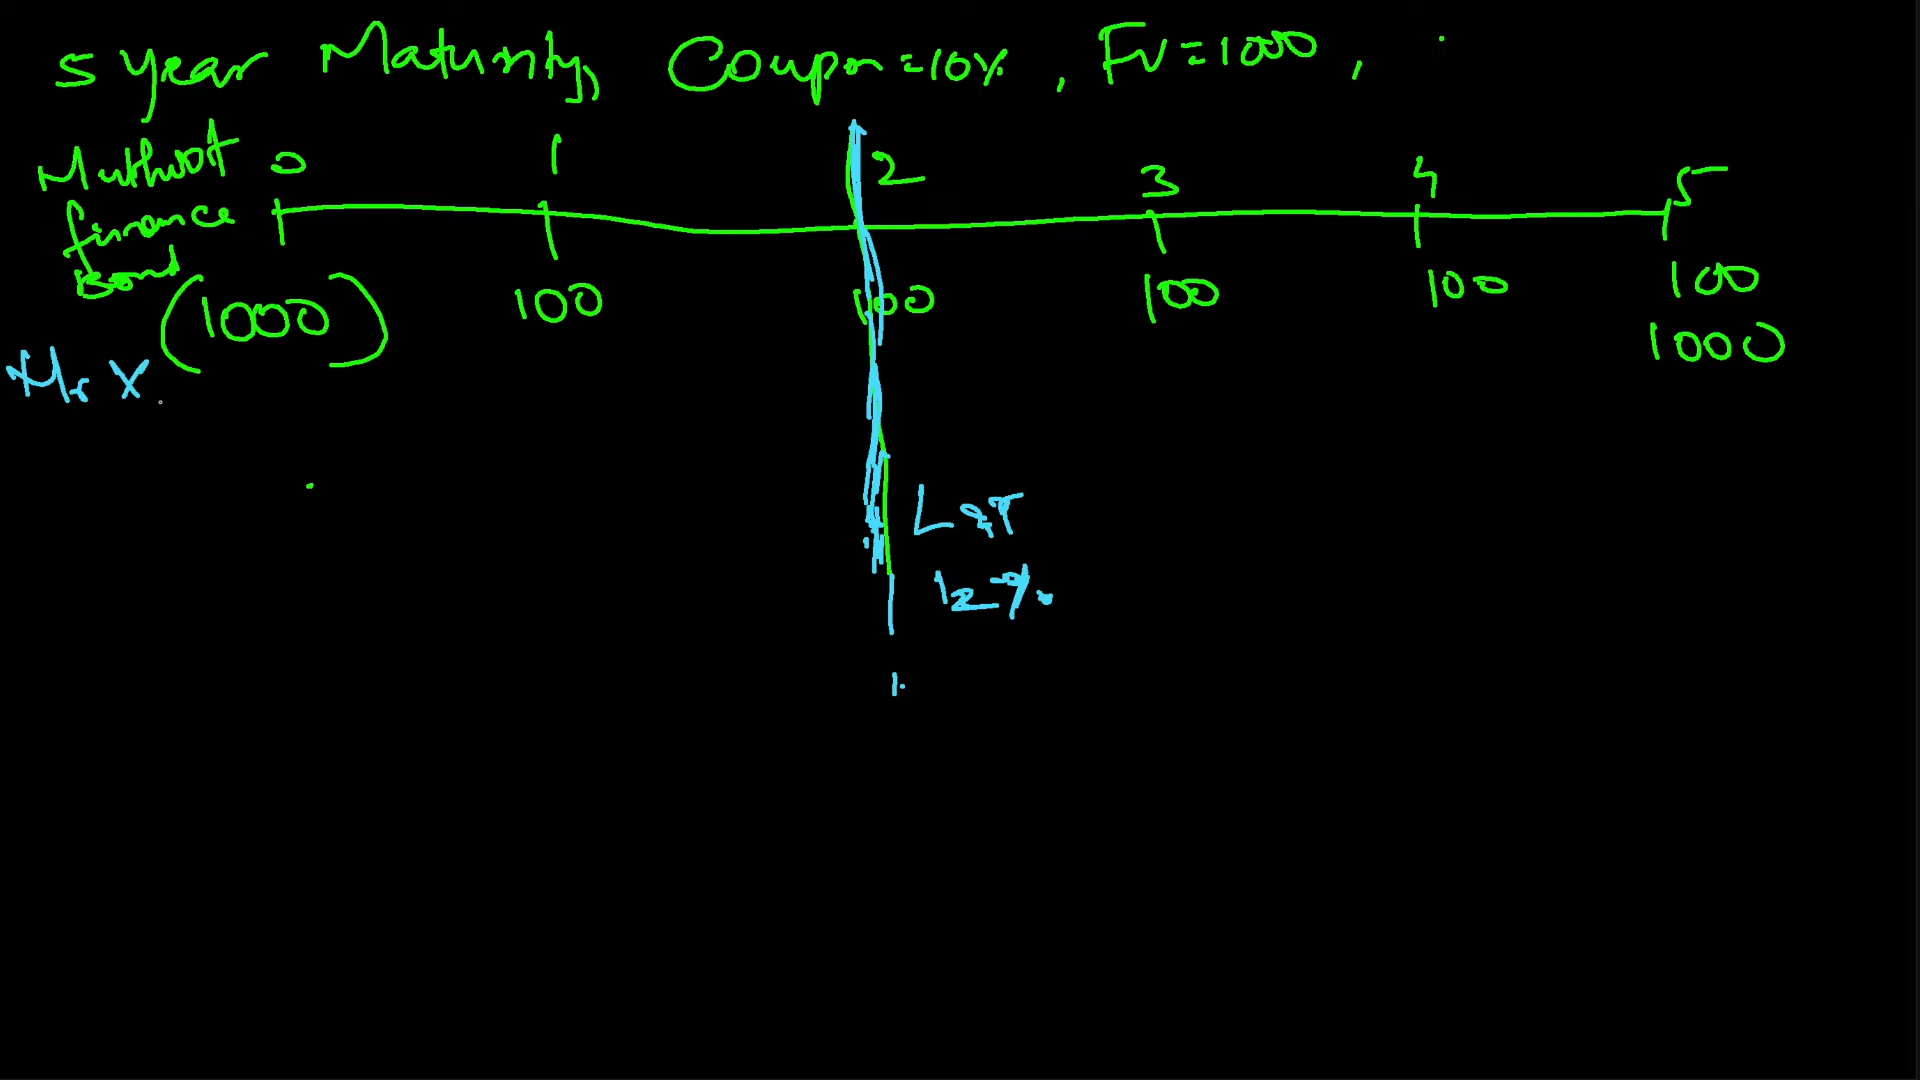 5 year Maturity, Coupon = 10%, FV = 1000,
Muthoot finance Bond
0 1 2 3 4 5
(1000) 100 100 100 100 100
1000
Mr X.
L&T
12%